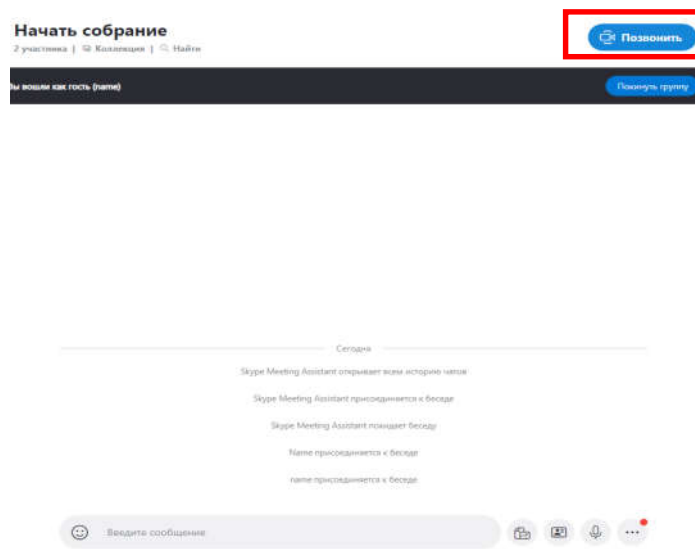 Начать собрание
Позвонить
2 участника | Коллекция | Найти
Вы вошли как гость (name)
Покинуть группу
Сегодня
Skype Meeting Assistant открывает всем историю чатов
Skype Meeting Assistant присоединяется к беседе
Skype Meeting Assistant покидает беседу
Name присоединяется к беседе
name присоединяется к беседе
Введите сообщение